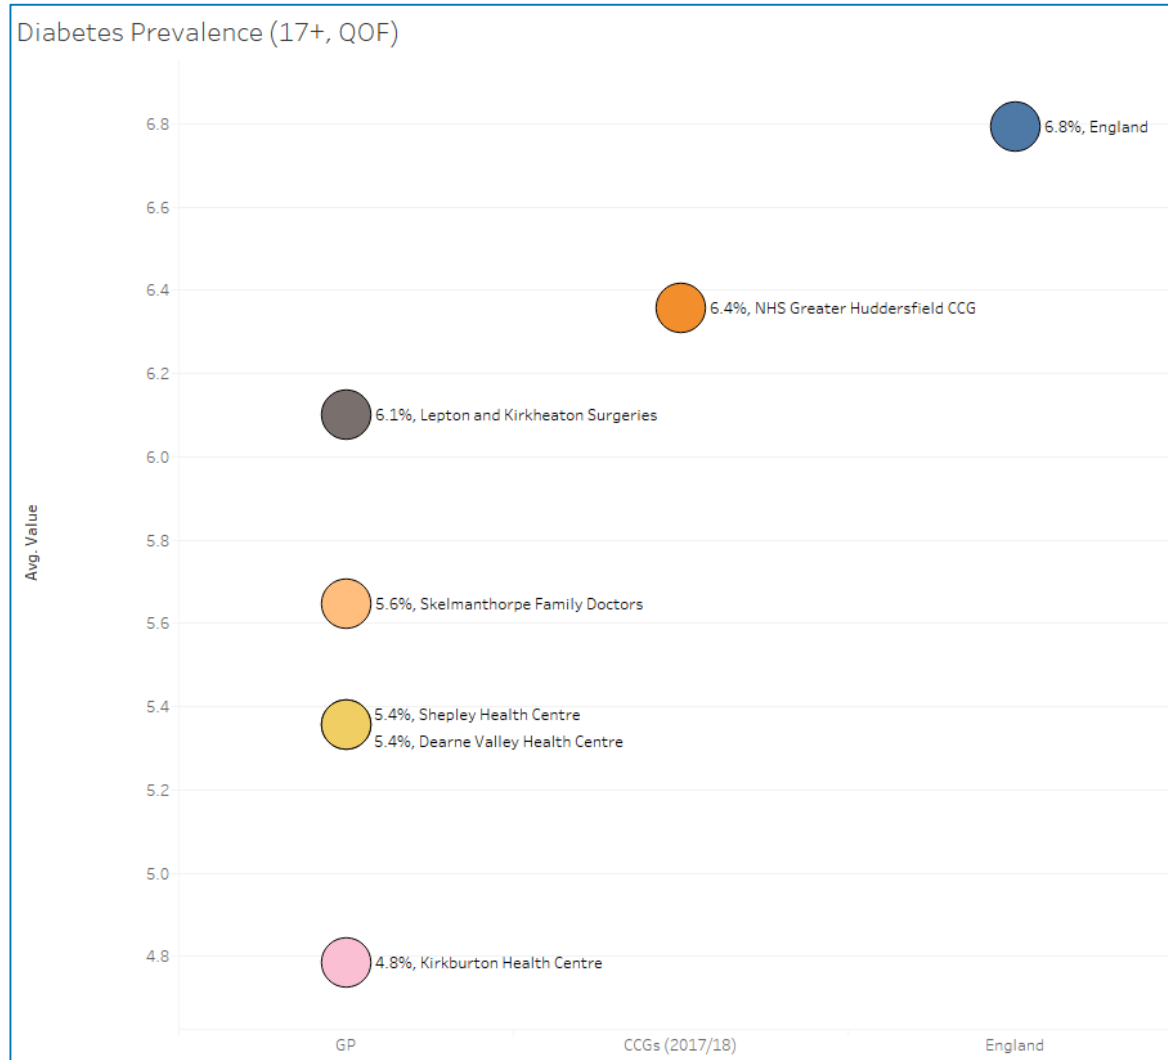 Diabetes Prevalence (17+, QOF)
6.8
6.8%, England
6.6
6.4
6.4%, NHS Greater Huddersfield CCG
6.2
6.1%, Lepton and Kirkheaton Surgeries
6.0
Avg. Value
5.8
5.6%, Skelmanthorpe Family Doctors
5.6
5.4
5.4%, Shepley Health Centre
5.4%, Dearne Valley Health Centre
5.2
5.0
4.8
4.8%, Kirkburton Health Centre
GP CCGs (2017/18) England